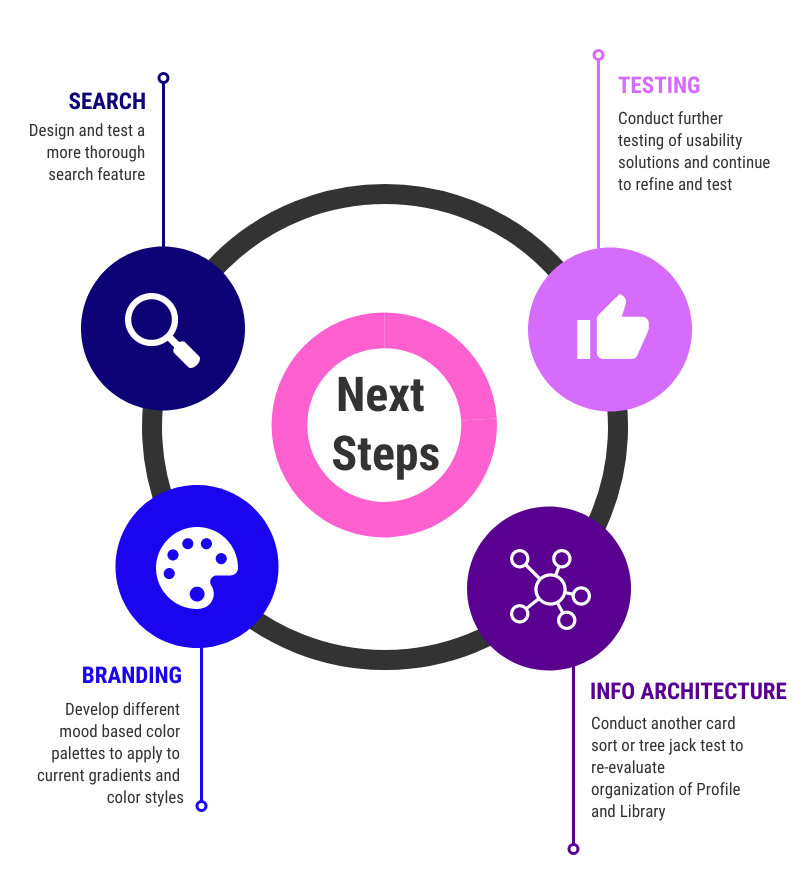 SEARCH
Design and test a
more thorough
search feature
TESTING
Conduct further
testing of usability
solutions and continue
to refine and test
Next
Steps
BRANDING
Develop different
mood based color
palettes to apply to
current gradients and
color styles
INFO ARCHITECTURE
Conduct another card
sort or tree jack test to
re-evaluate
organization of Profile
and Library